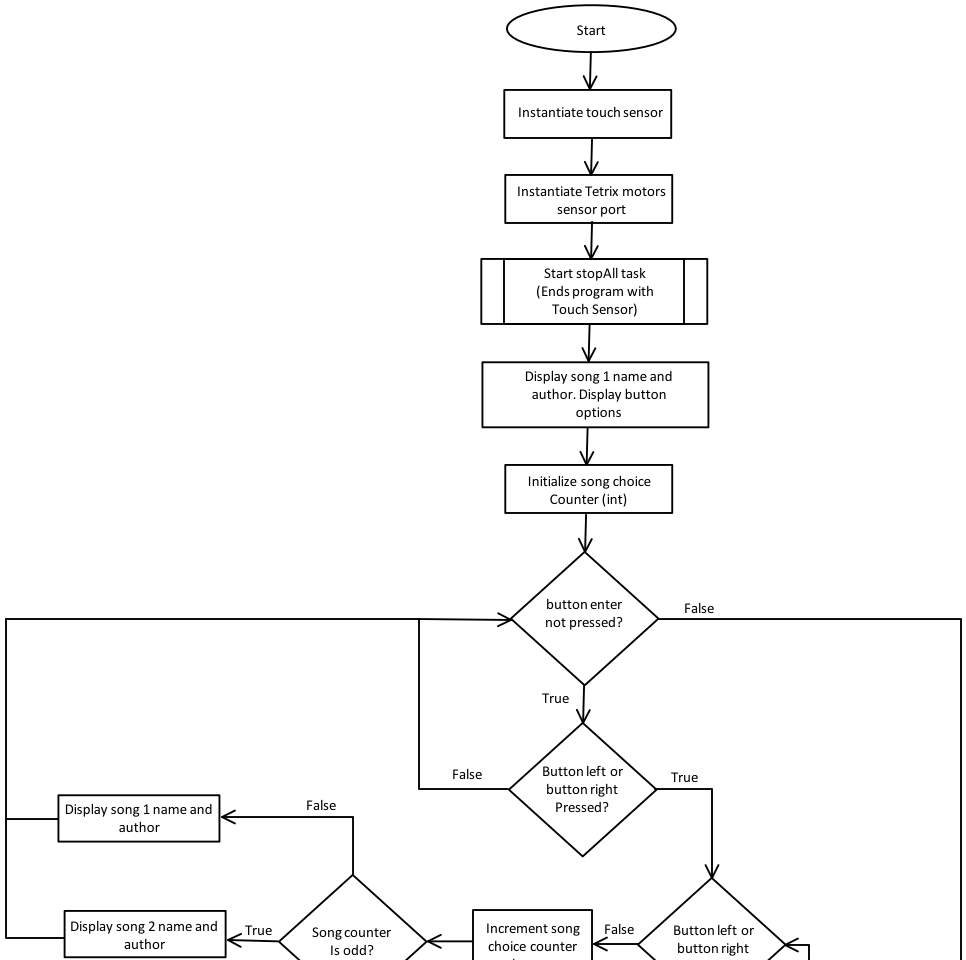 Start
Instantiate touch sensor
Instantiate Tetrix motors
sensor port
Start stopAll task
(Ends program with
Touch Sensor)
Display song 1 name and
author. Display button
options
Initialize song choice
Counter (int)
button enter
not pressed?
False
True
Button left or
button right
Pressed?
False
True
Display song 1 name and
author
False
Display song 2 name and
author
True
Song counter
Is odd?
Increment song
choice counter
False
Button left or
button right